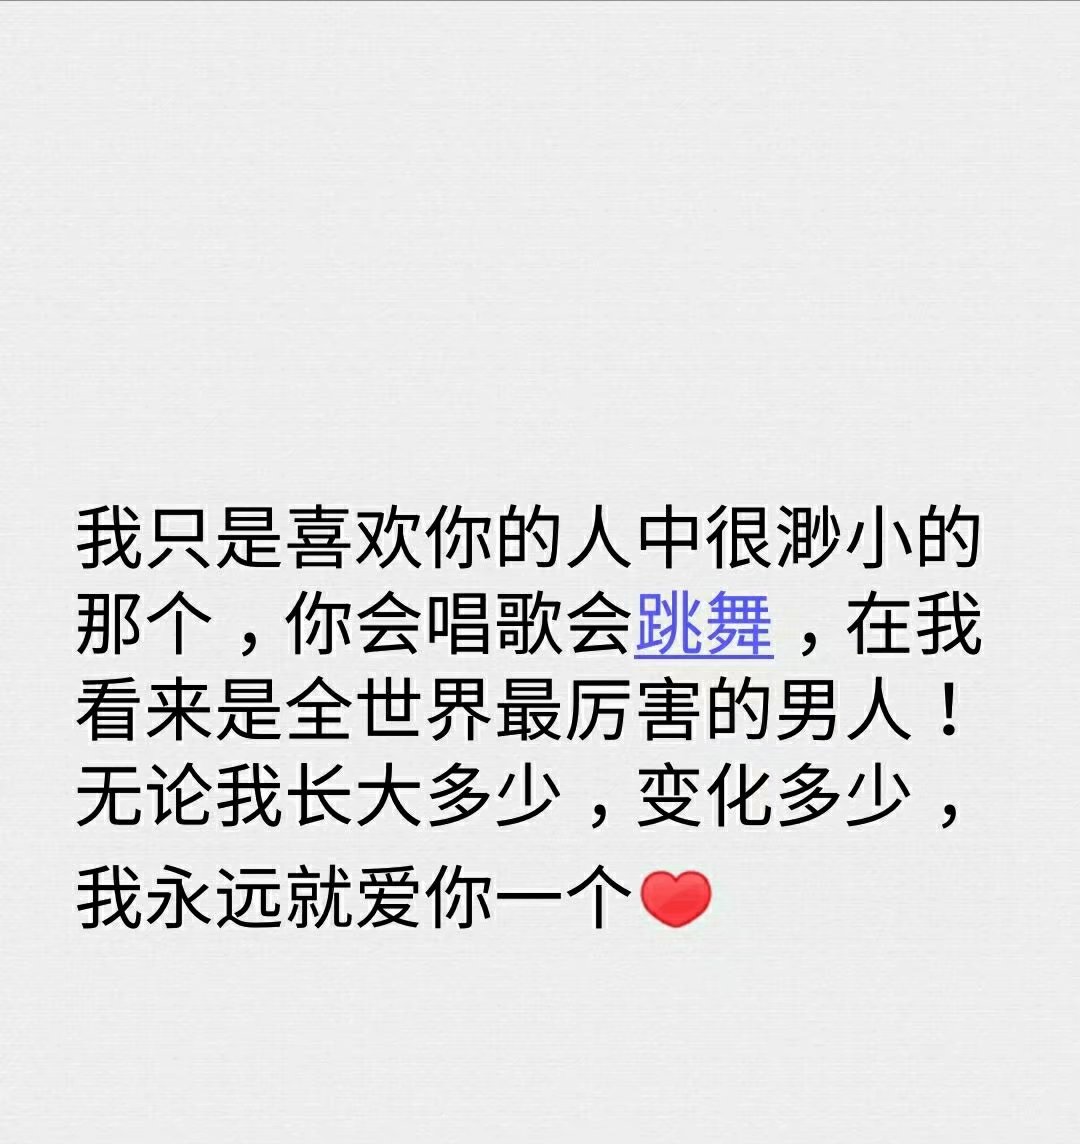 我只是喜欢你的人中很渺小的
那个，你会唱歌会跳舞，在我
看来是全世界最厉害的男人！
无论我长大多少，变化多少，
我永远就爱你一个❤️